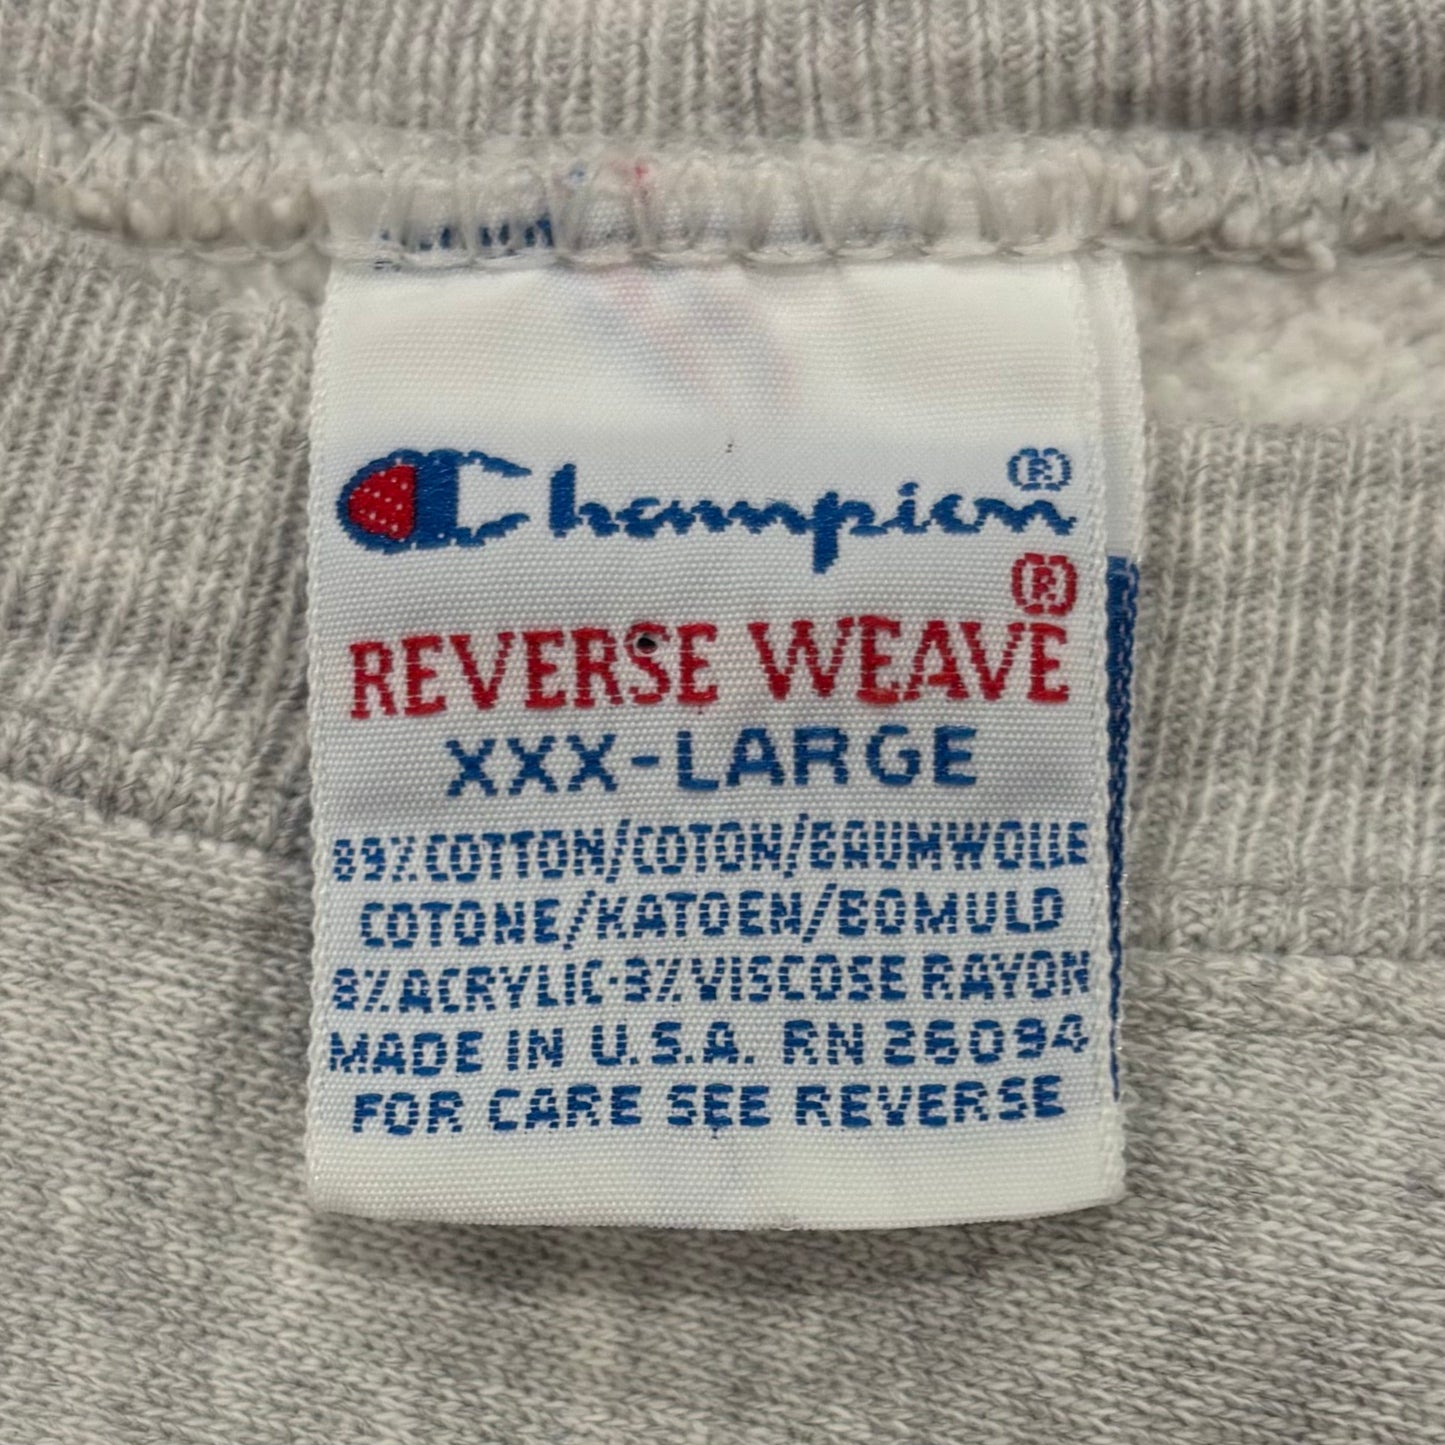 Champion®
®
REVERSE WEAVE
XXX-LARGE
89% COTTON/COTON/BAUMWOLLE
COTONE/KATOEN/BOMULD
8% ACRYLIC·3% VISCOSE RAYON
MADE IN U.S.A. RN 26094
FOR CARE SEE REVERSE